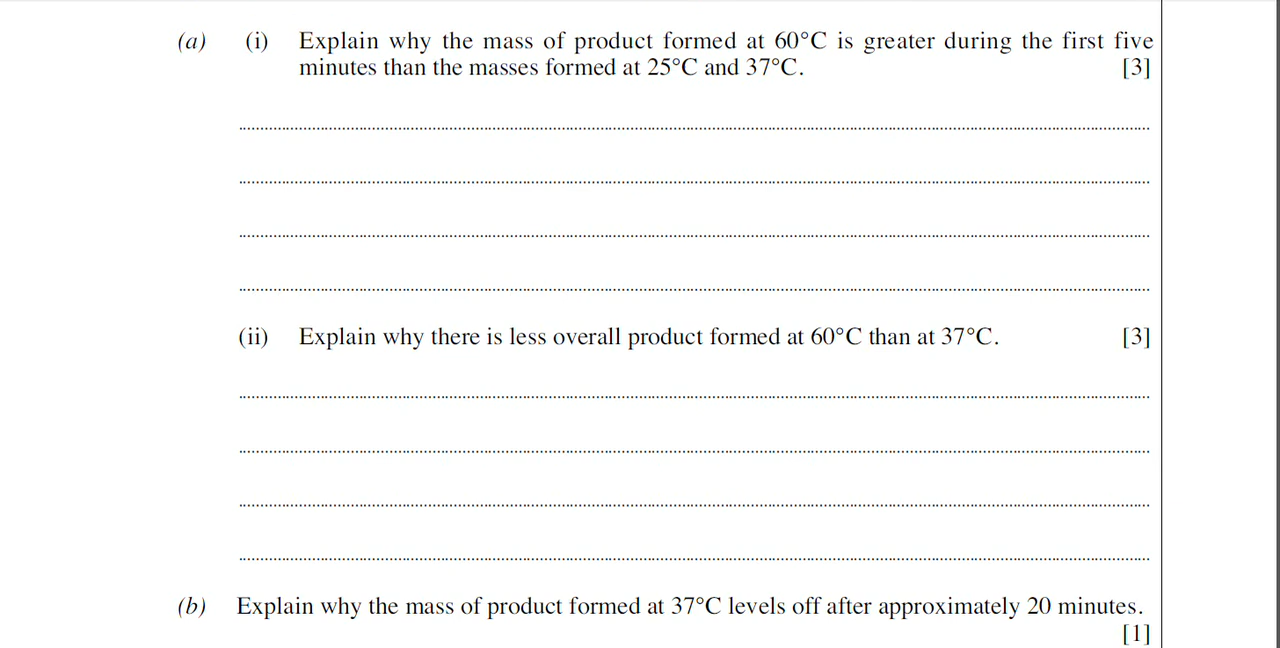 (a) (i) Explain why the mass of product formed at 60°C is greater during the first five
minutes than the masses formed at 25°C and 37°C. [3]
(ii) Explain why there is less overall product formed at 60°C than at 37°C. [3]
(b) Explain why the mass of product formed at 37°C levels off after approximately 20 minutes.
[1]